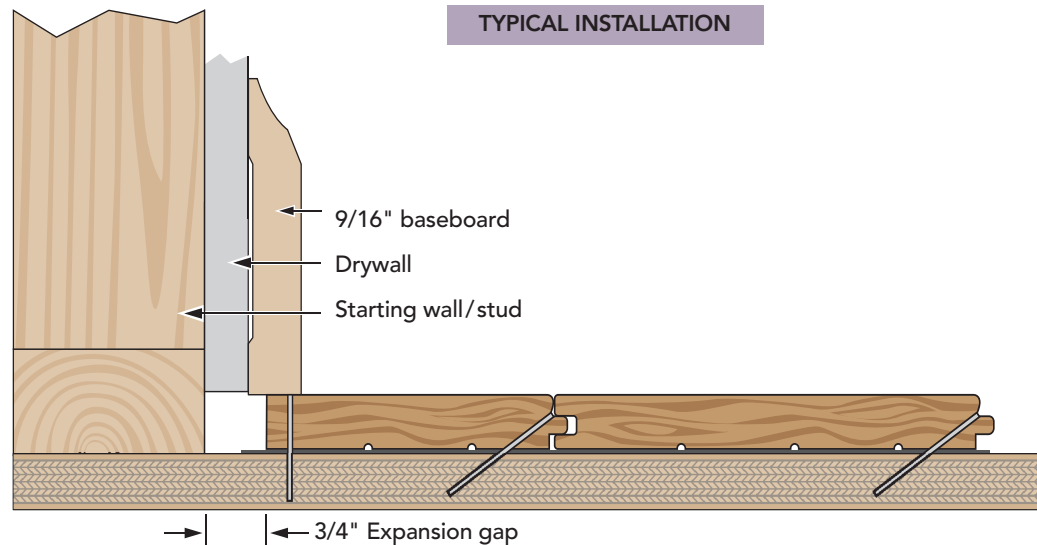 TYPICAL INSTALLATION
9/16" baseboard
Drywall
Starting wall/stud
3/4" Expansion gap